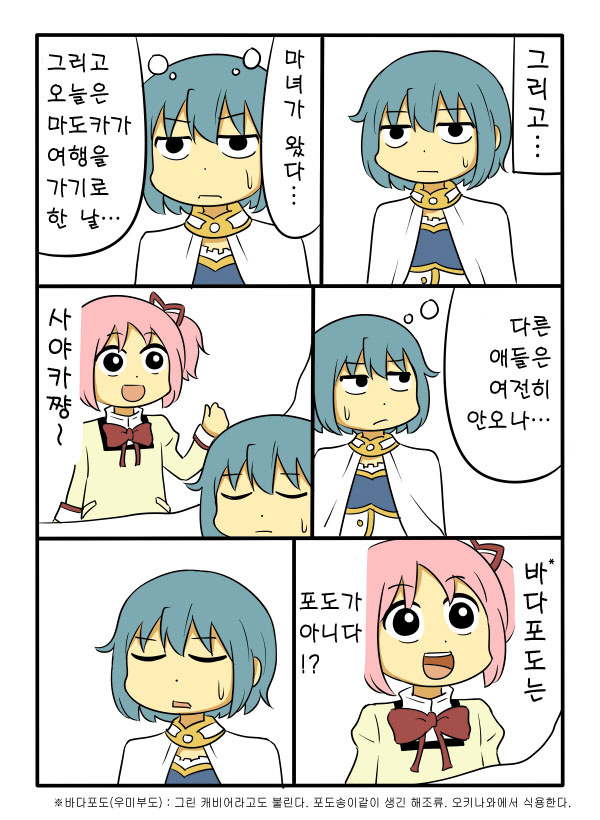 그리고…
마녀가 왔다…
그리고
오늘은
마도카가
여행을
가기로
한 날…
다른
애들은
여전히
안오나…
사야카쨩~
바다포도는*
포도가
아니다
!?
※바다포도(우미부도) : 그린 캐비어라고도 불린다. 포도송이같이 생긴 해조류. 오키나와에서 식용한다.